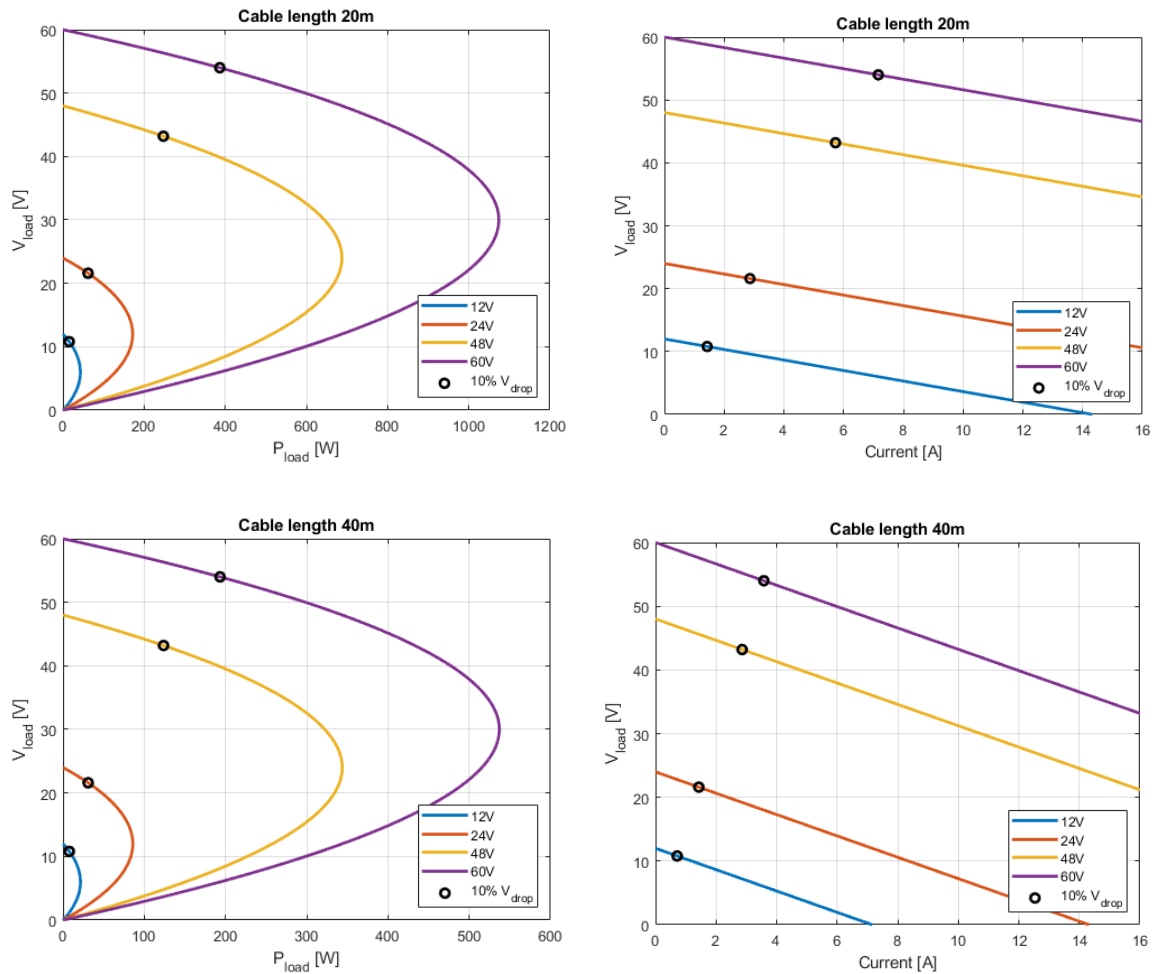 Cable length 20m
60
50
40
30
20
10
0
V_load [V]
0 200 400 600 800 1000 1200
P_load [W]
12V
24V
48V
60V
10% V_drop
Cable length 20m
60
50
40
30
20
10
0
V_load [V]
0 2 4 6 8 10 12 14 16
Current [A]
12V
24V
48V
60V
10% V_drop
Cable length 40m
60
50
40
30
20
10
0
V_load [V]
0 100 200 300 400 500 600
P_load [W]
12V
24V
48V
60V
10% V_drop
Cable length 40m
60
50
40
30
20
10
0
V_load [V]
0 2 4 6 8 10 12 14 16
Current [A]
12V
24V
48V
60V
10% V_drop